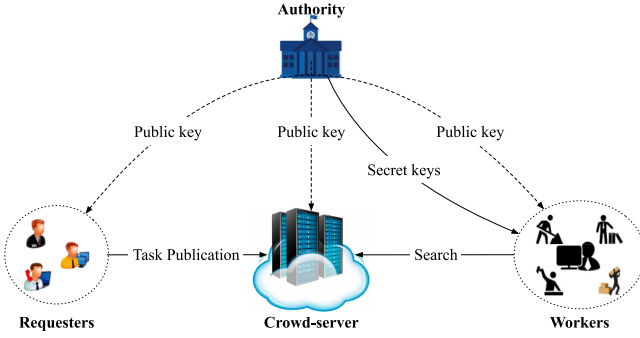 Authority
Public key
Public key
Public key
Secret keys
Task Publication
Search
Requesters
Crowd-server
Workers